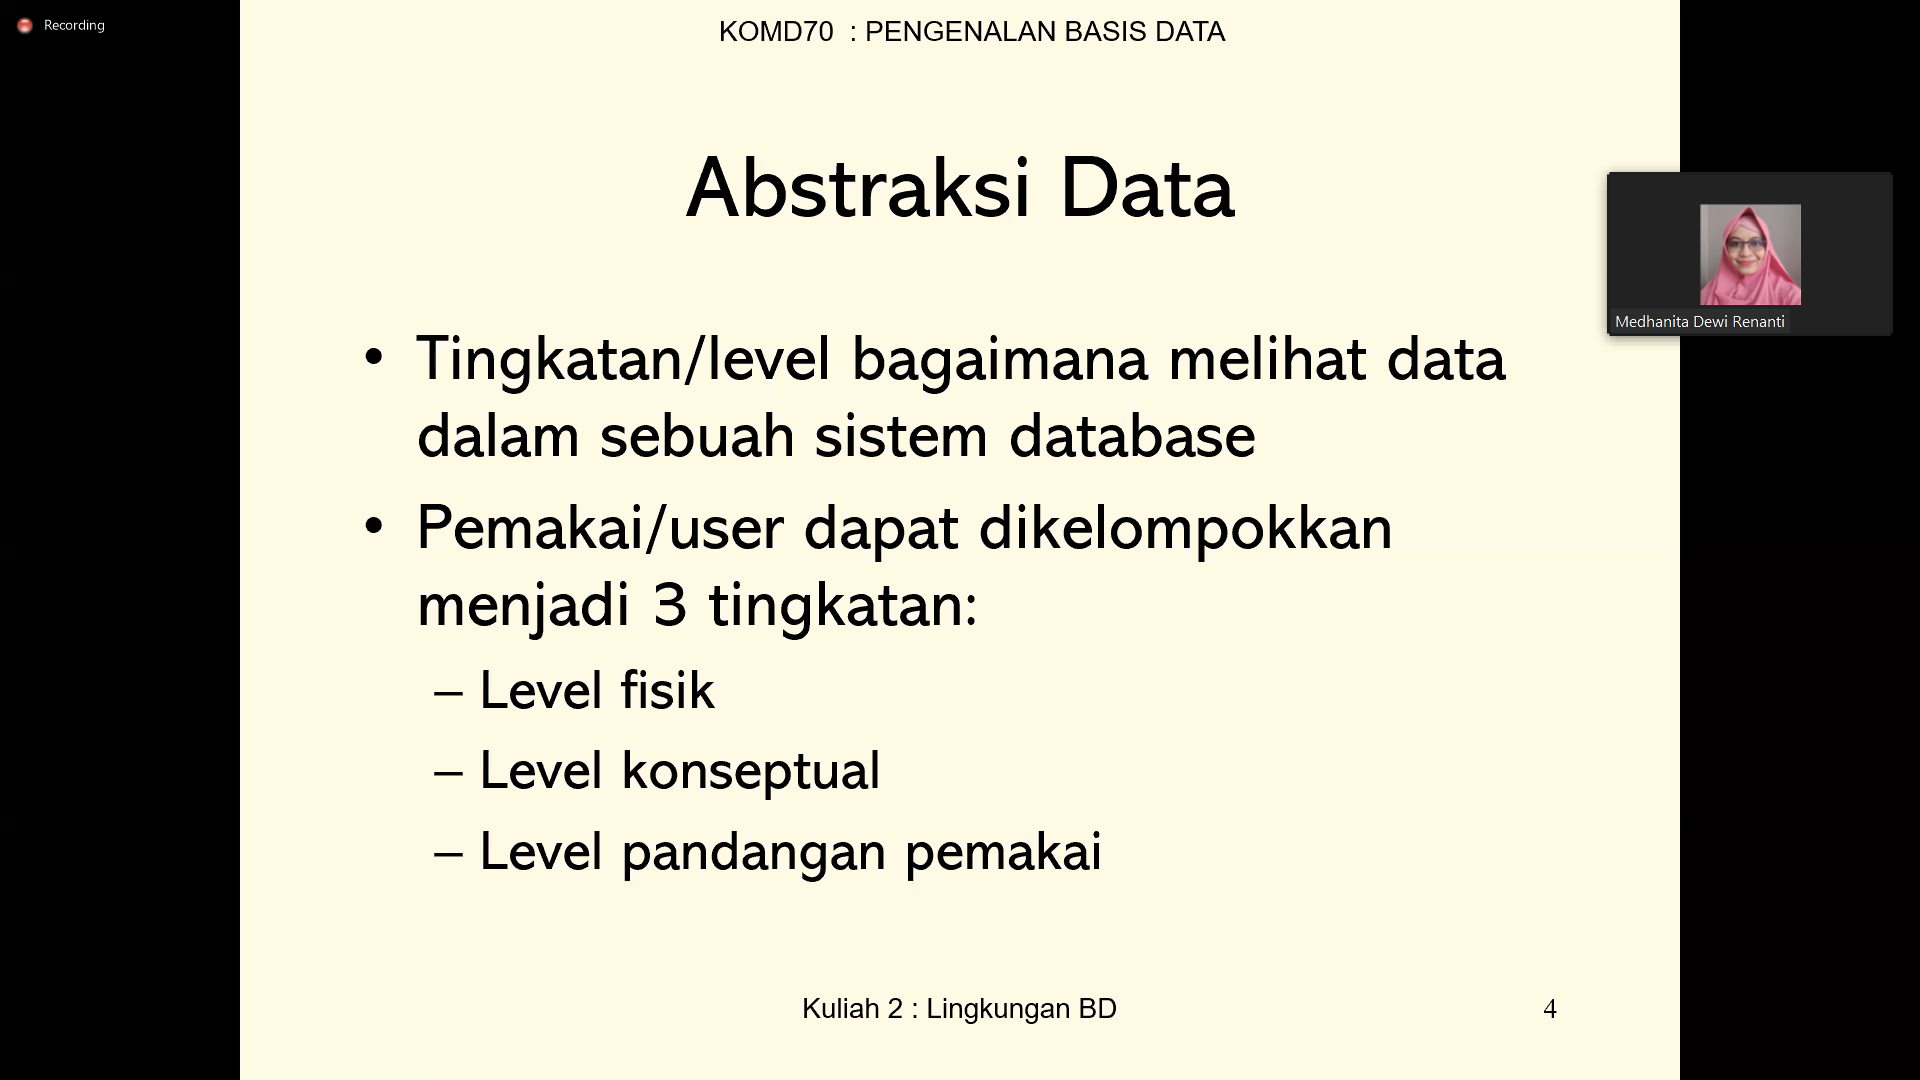 Recording
KOMD70  : PENGENALAN BASIS DATA
Abstraksi Data
• Tingkatan/level bagaimana melihat data
dalam sebuah sistem database
• Pemakai/user dapat dikelompokkan
menjadi 3 tingkatan:
– Level fisik
– Level konseptual
– Level pandangan pemakai
Medhanita Dewi Renanti
Kuliah 2 : Lingkungan BD
4